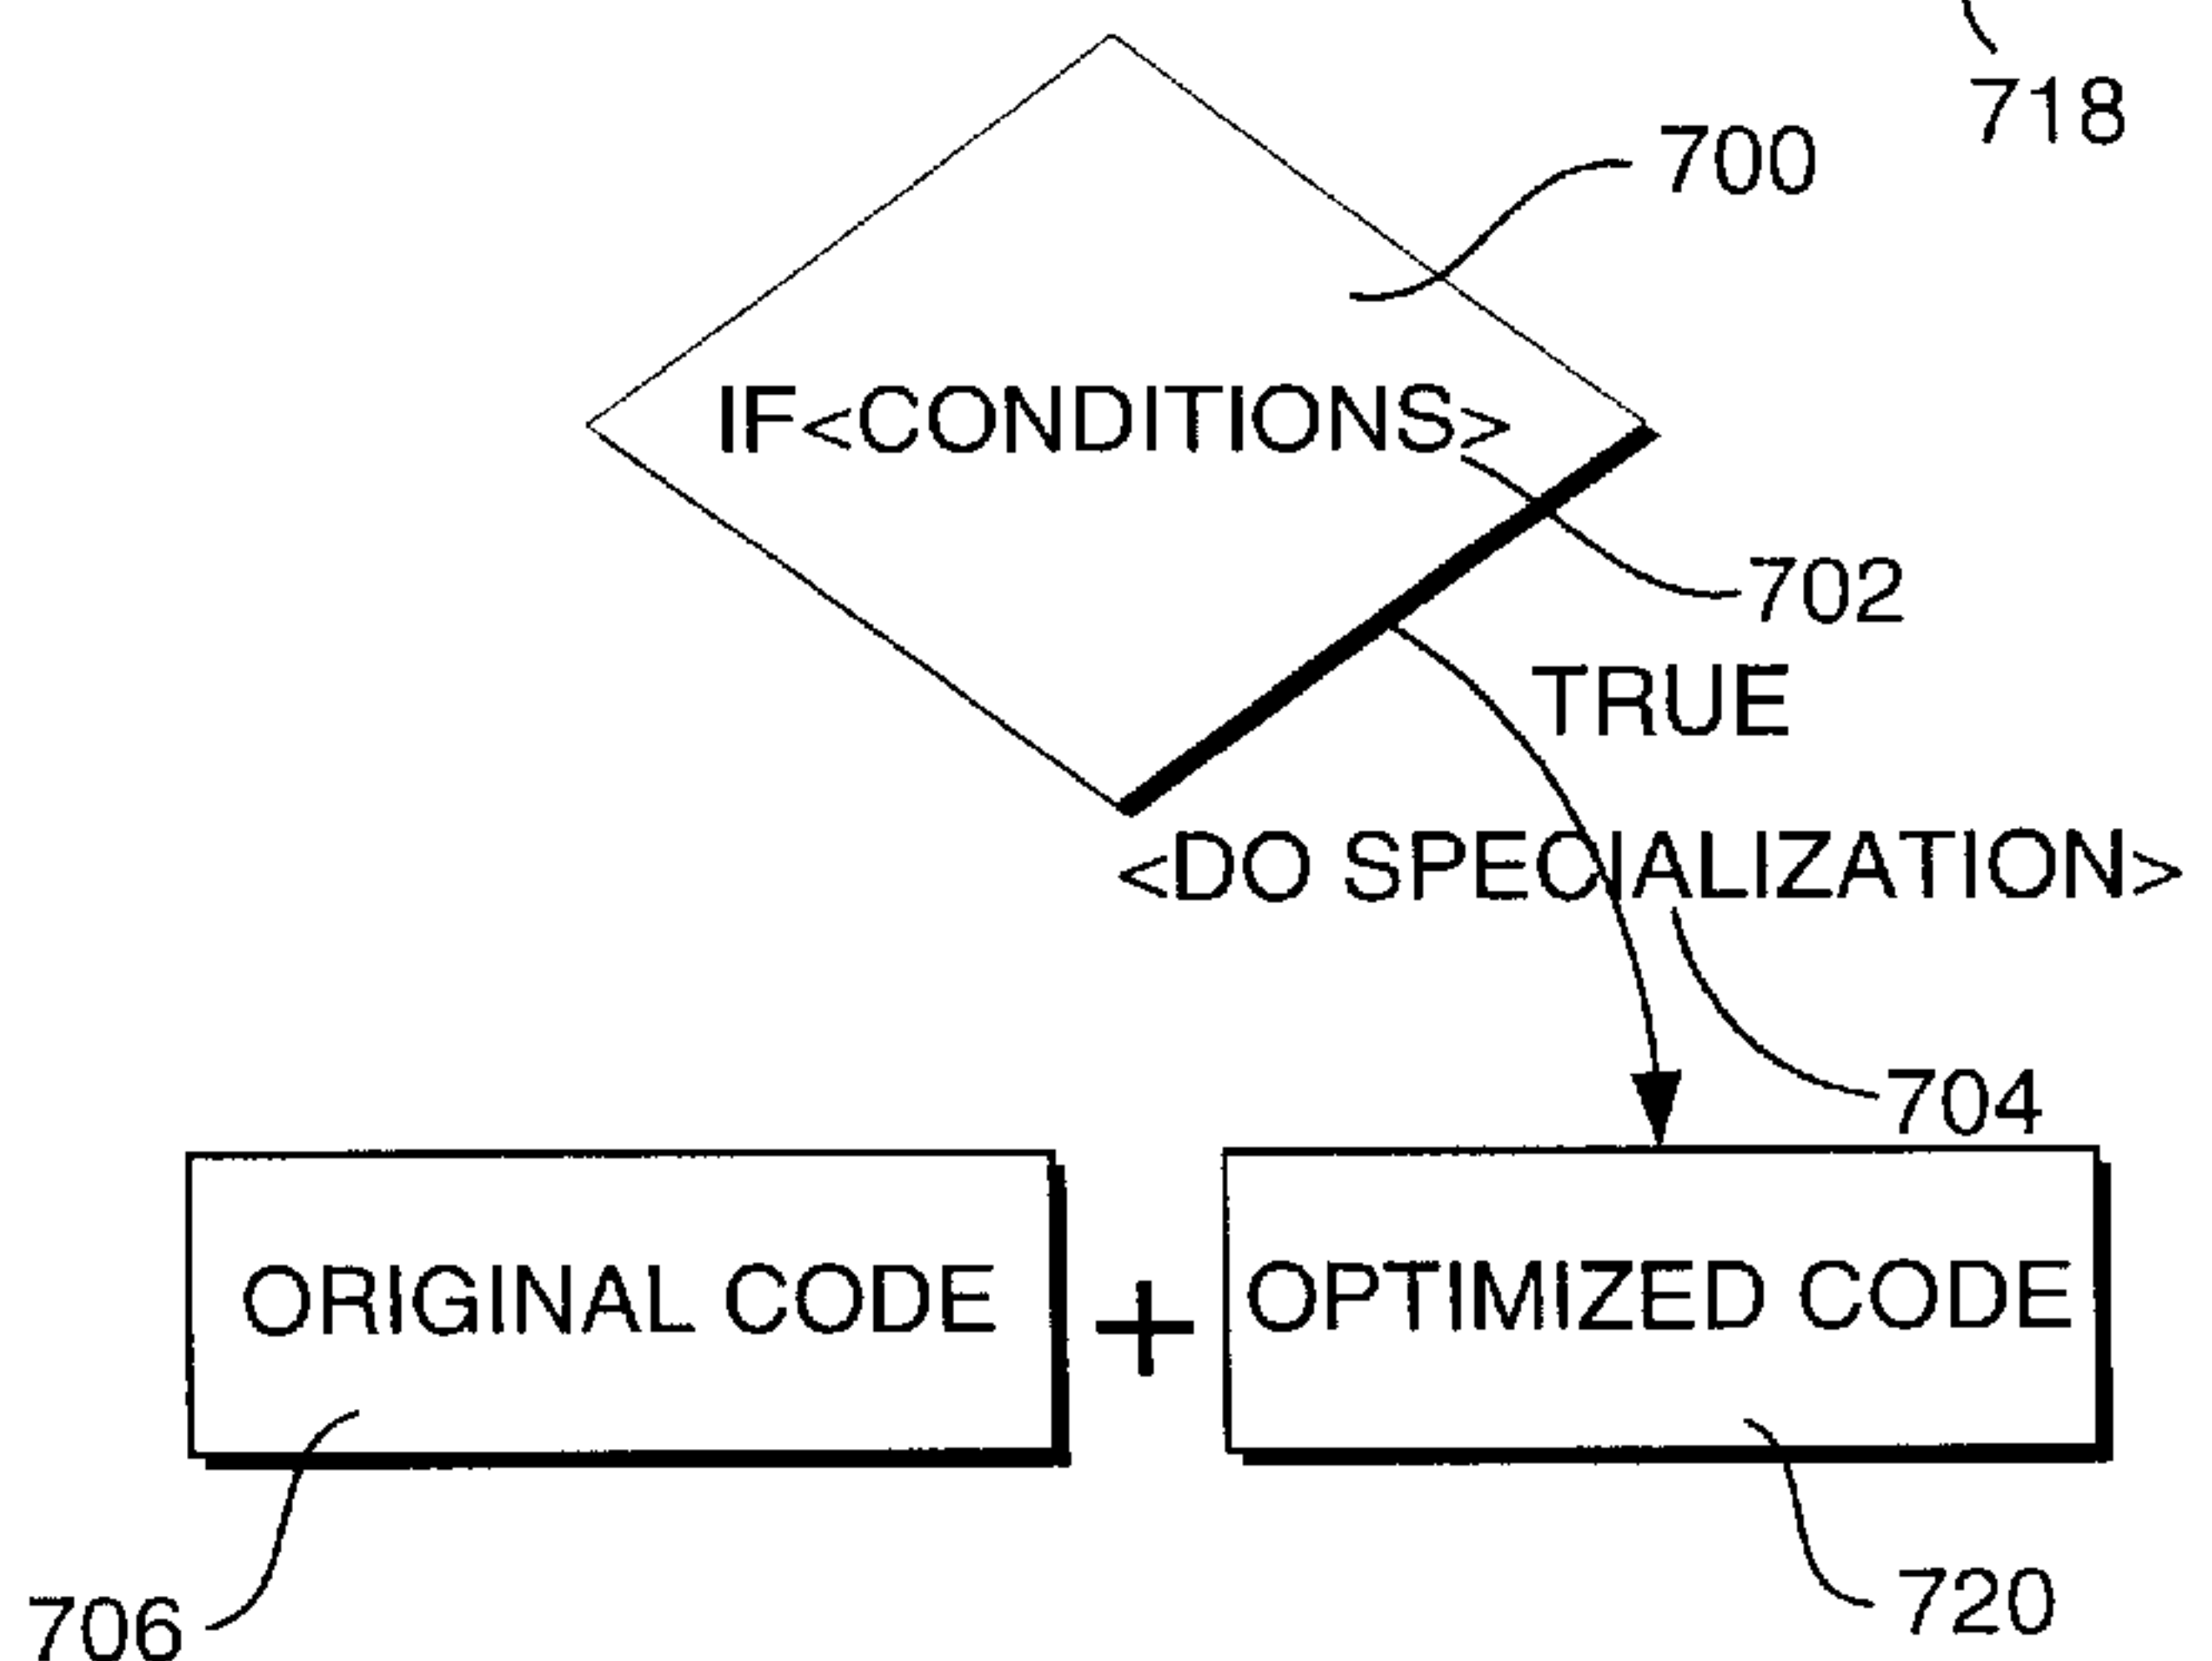 718
700
IF<CONDITIONS>
702
TRUE
<DO SPECIALIZATION>
704
ORIGINAL CODE + OPTIMIZED CODE
706
720